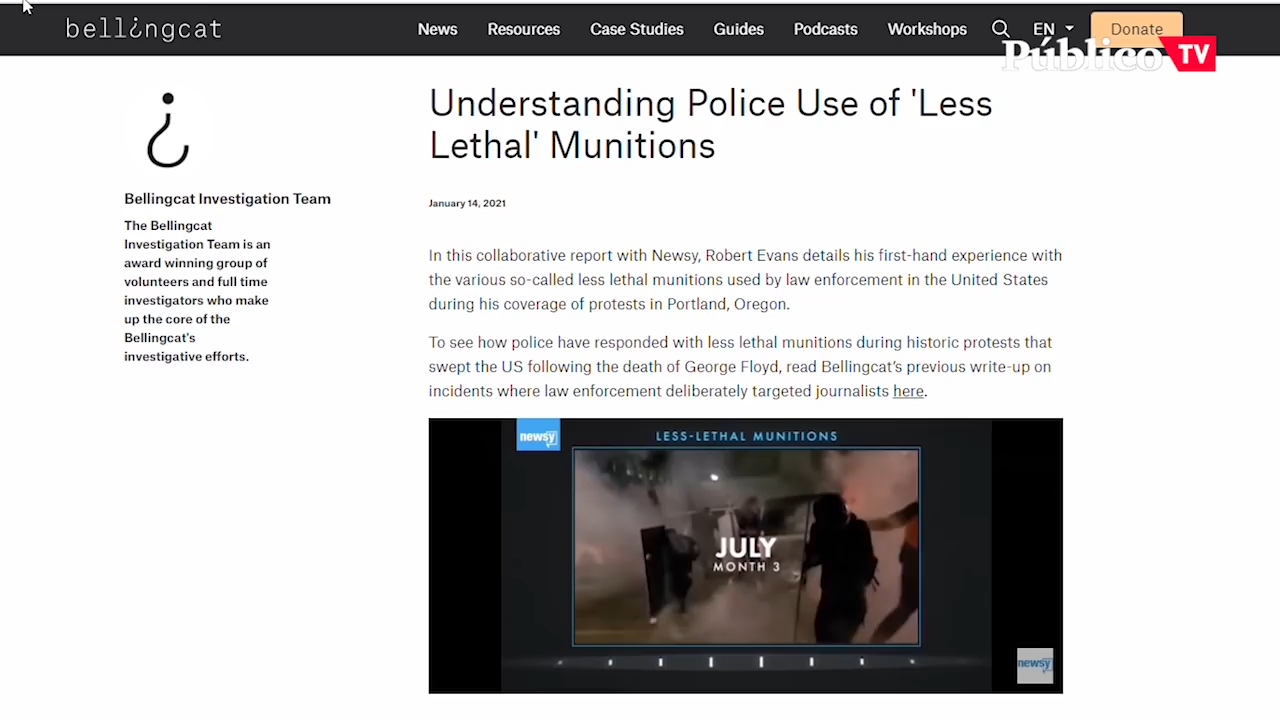 bellingcat
News Resources Case Studies Guides Podcasts Workshops EN Donate
Público TV
Understanding Police Use of 'Less
Lethal' Munitions
January 14, 2021
Bellingcat Investigation Team
The Bellingcat
Investigation Team is an
award winning group of
volunteers and full time
investigators who make
up the core of the
Bellingcat's
investigative efforts.
In this collaborative report with Newsy, Robert Evans details his first-hand experience with
the various so-called less lethal munitions used by law enforcement in the United States
during his coverage of protests in Portland, Oregon.
To see how police have responded with less lethal munitions during historic protests that
swept the US following the death of George Floyd, read Bellingcat's previous write-up on
incidents where law enforcement deliberately targeted journalists here.
newsy
LESS-LETHAL MUNITIONS
JULY
MONTH 3
newsy